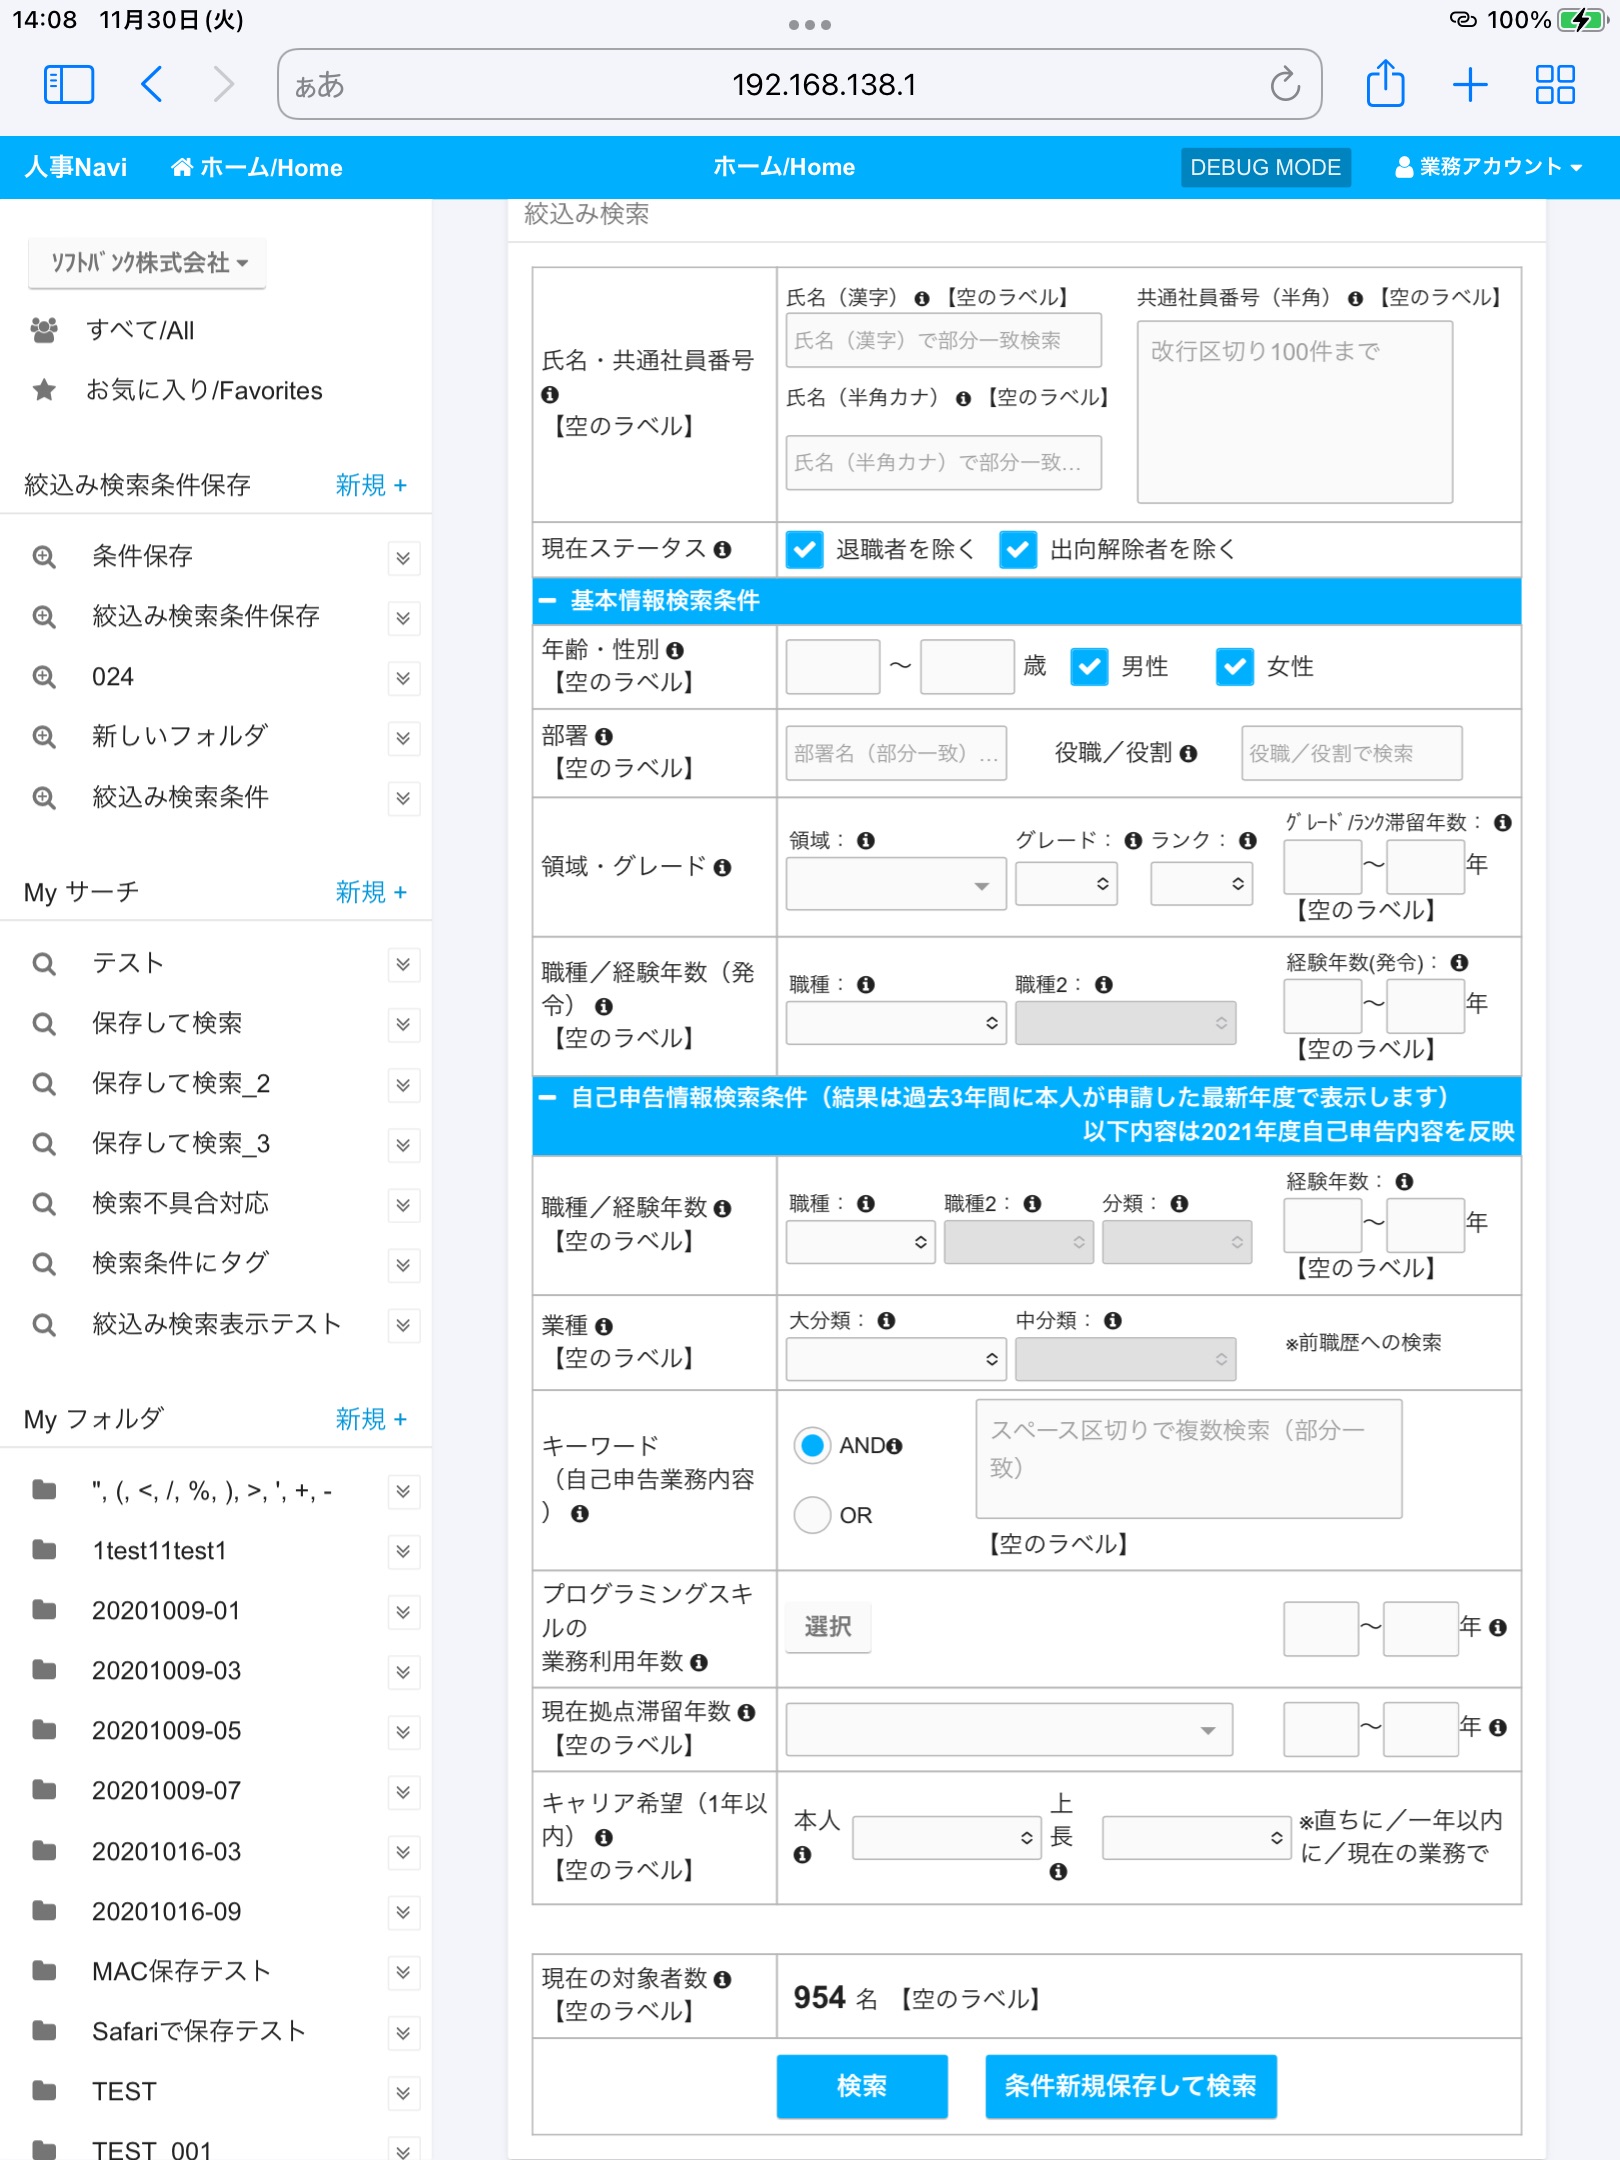 14:08 11月30日(火)
100%
ぁあ
192.168.138.1
人事Navi
ホーム/Home
ホーム/Home
DEBUG MODE
業務アカウント
ｿﾌﾄﾊﾞﾝｸ株式会社
すべて/All
お気に入り/Favorites
絞込み検索条件保存 新規 +
条件保存
絞込み検索条件保存
024
新しいフォルダ
絞込み検索条件
My サーチ 新規 +
テスト
保存して検索
保存して検索_2
保存して検索_3
検索不具合対応
検索条件にタグ
絞込み検索表示テスト
My フォルダ 新規 +
", (, <, /, %, ), >, ', +, -
1test11test1
20201009-01
20201009-03
20201009-05
20201009-07
20201016-03
20201016-09
MAC保存テスト
Safariで保存テスト
TEST
TEST_001
絞込み検索
氏名・共通社員番号
【空のラベル】
氏名（漢字） 【空のラベル】
氏名（漢字）で部分一致検索
氏名（半角カナ） 【空のラベル】
氏名（半角カナ）で部分一致...
共通社員番号（半角） 【空のラベル】
改行区切り100件まで
現在ステータス
退職者を除く 出向解除者を除く
− 基本情報検索条件
年齢・性別
【空のラベル】
〜 歳 男性 女性
部署
【空のラベル】
部署名（部分一致）...
役職／役割
役職／役割で検索
領域・グレード
領域：
グレード：
ランク：
ｸﾞﾚｰﾄﾞ/ﾗﾝｸ滞留年数：
〜 年
【空のラベル】
職種／経験年数（発
令）
【空のラベル】
職種：
職種2：
経験年数(発令)：
〜 年
【空のラベル】
− 自己申告情報検索条件（結果は過去3年間に本人が申請した最新年度で表示します）
以下内容は2021年度自己申告内容を反映
職種／経験年数
【空のラベル】
職種：
職種2：
分類：
経験年数：
〜 年
【空のラベル】
業種
【空のラベル】
大分類：
中分類：
※前職歴への検索
キーワード
（自己申告業務内容
）
AND
OR
スペース区切りで複数検索（部分一
致）
【空のラベル】
プログラミングスキ
ルの
業務利用年数
選択
〜 年
現在拠点滞留年数
【空のラベル】
〜 年
キャリア希望（1年以
内）
【空のラベル】
本人
上
長
※直ちに／一年以内
に／現在の業務で
現在の対象者数
【空のラベル】
954 名 【空のラベル】
検索
条件新規保存して検索